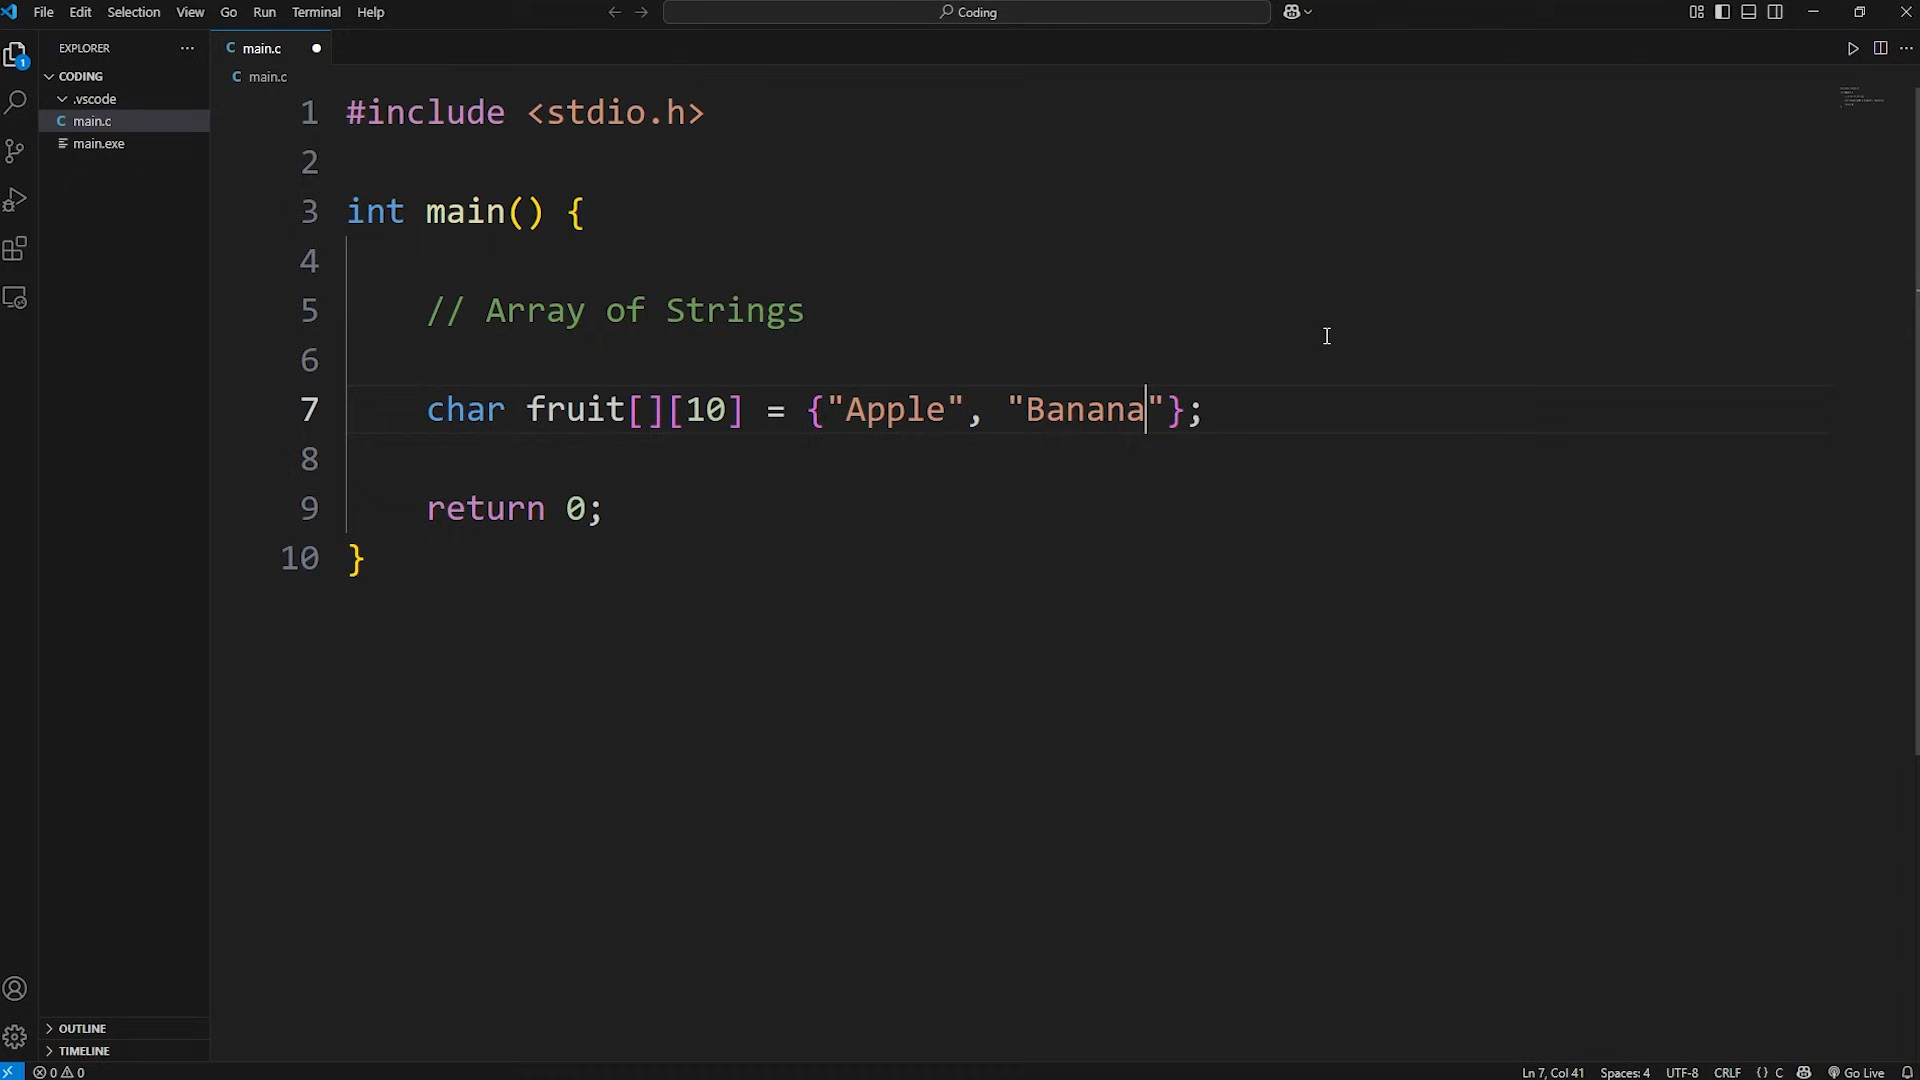 File Edit Selection View Go Run Terminal Help
Coding
EXPLORER
CODING
.vscode
C main.c
main.exe
1
C main.c
C main.c
1 #include <stdio.h>
2
3 int main() {
4
5 // Array of Strings
6
7 char fruit[][10] = {"Apple", "Banana"};
8
9 return 0;
10 }
OUTLINE
TIMELINE
0 0
Ln 7, Col 41 Spaces: 4 UTF-8 CRLF {} C Go Live